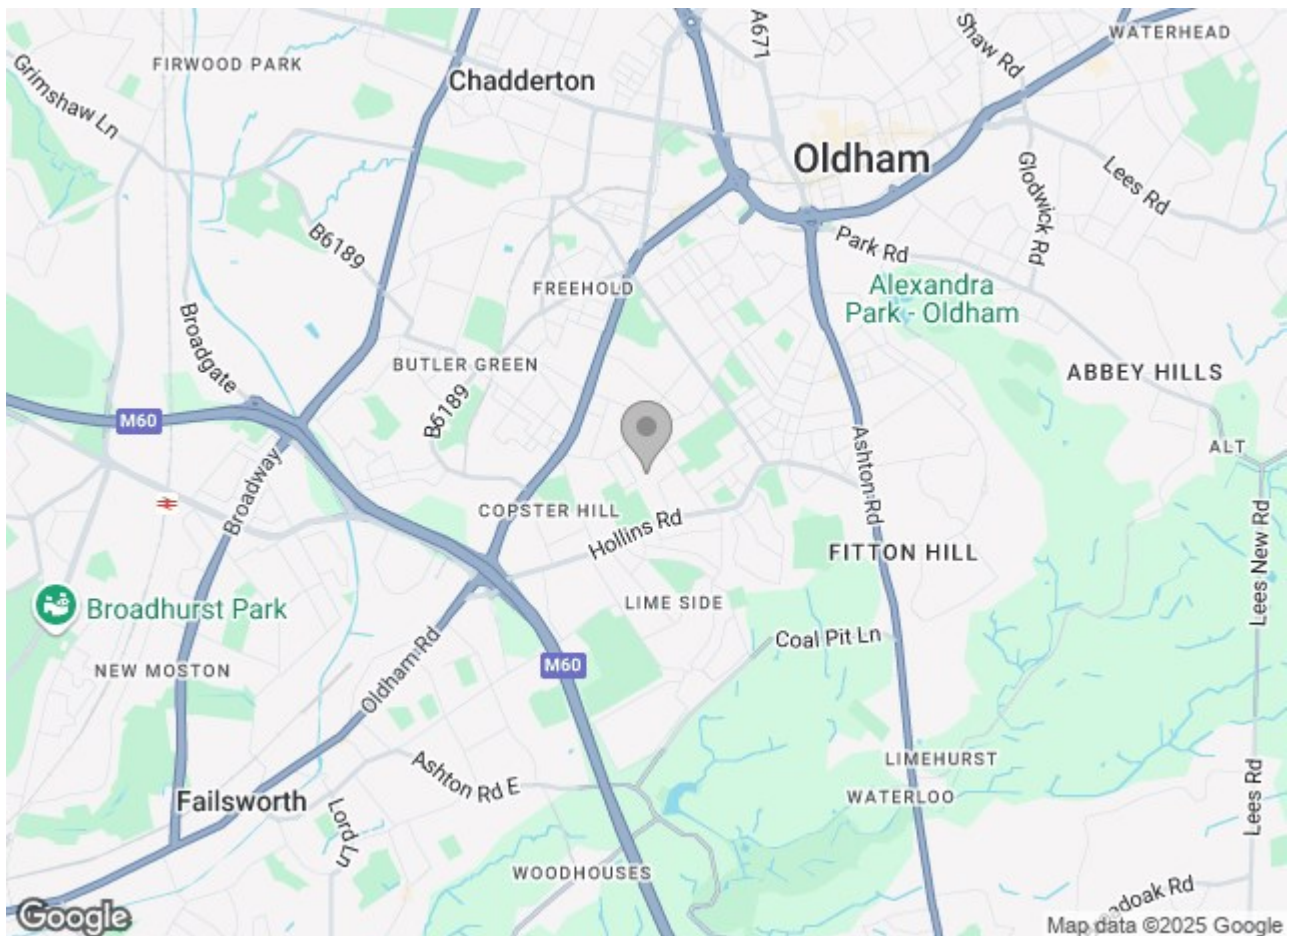 WATERHEAD
A671
Shaw Rd
FIRWOOD PARK
Chadderton
Grimshaw Ln
Oldham
Lees Rd
Glodwick Rd
B6189
Park Rd
FREEHOLD
Alexandra
Park - Oldham
Broadgate
BUTLER GREEN
ABBEY HILLS
B6189
M60
Ashton Rd
ALT
Broadway
COPSTER HILL
Hollins Rd
FITTON HILL
Lees New Rd
Broadhurst Park
LIME SIDE
Coal Pit Ln
NEW MOSTON
Oldham Rd
M60
LIMEHURST
Ashton Rd E
WATERLOO
Failsworth
Lord Ln
Lees Rd
WOODHOUSES
adoak Rd
Google
Map data ©2025 Google